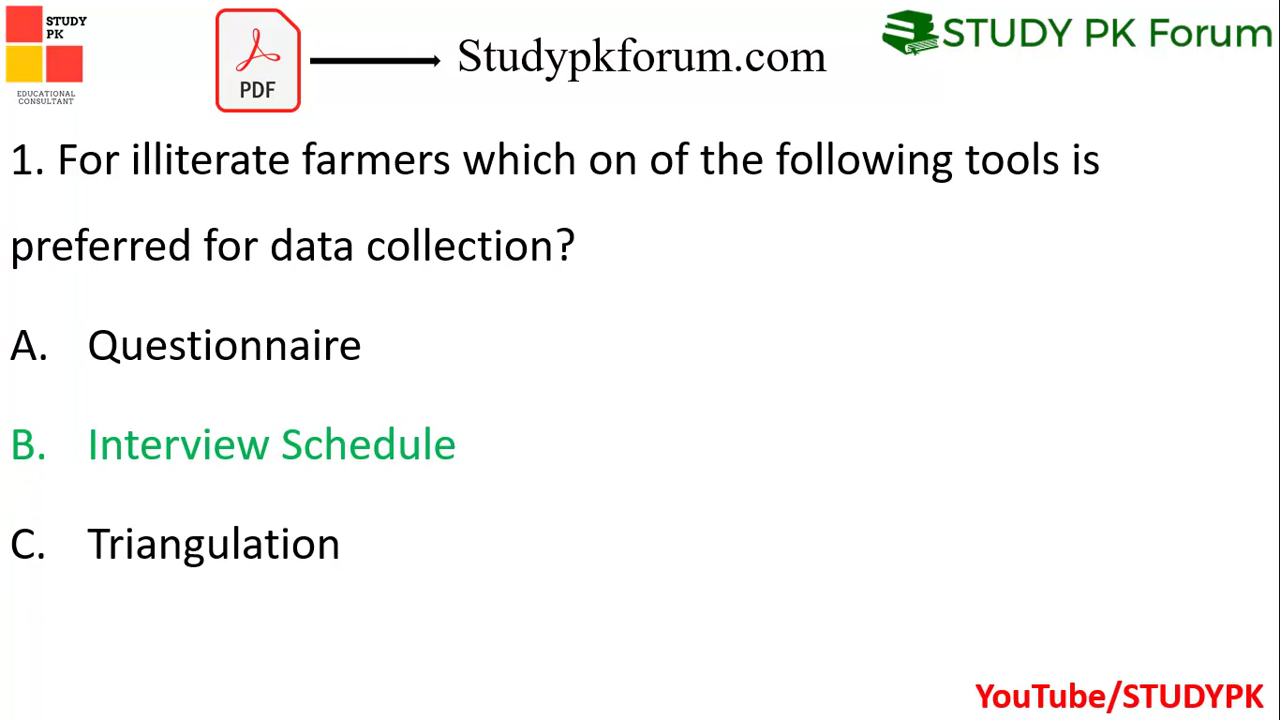 STUDY
PK
EDUCATIONAL
CONSULTANT
PDF
Studypkforum.com
STUDY PK Forum
1. For illiterate farmers which on of the following tools is
preferred for data collection?
A. Questionnaire
B. Interview Schedule
C. Triangulation
YouTube/STUDYPK